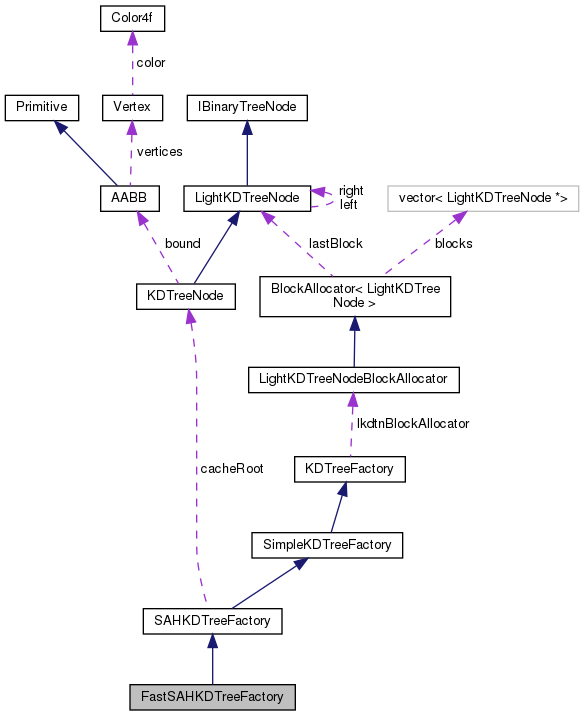 Color4f
color
Primitive
Vertex
IBinaryTreeNode
vertices
AABB
LightKDTreeNode
right
left
vector< LightKDTreeNode *>
bound
lastBlock
blocks
KDTreeNode
BlockAllocator< LightKDTree
Node >
LightKDTreeNodeBlockAllocator
lkdtnBlockAllocator
cacheRoot
KDTreeFactory
SimpleKDTreeFactory
SAHKDTreeFactory
FastSAHKDTreeFactory